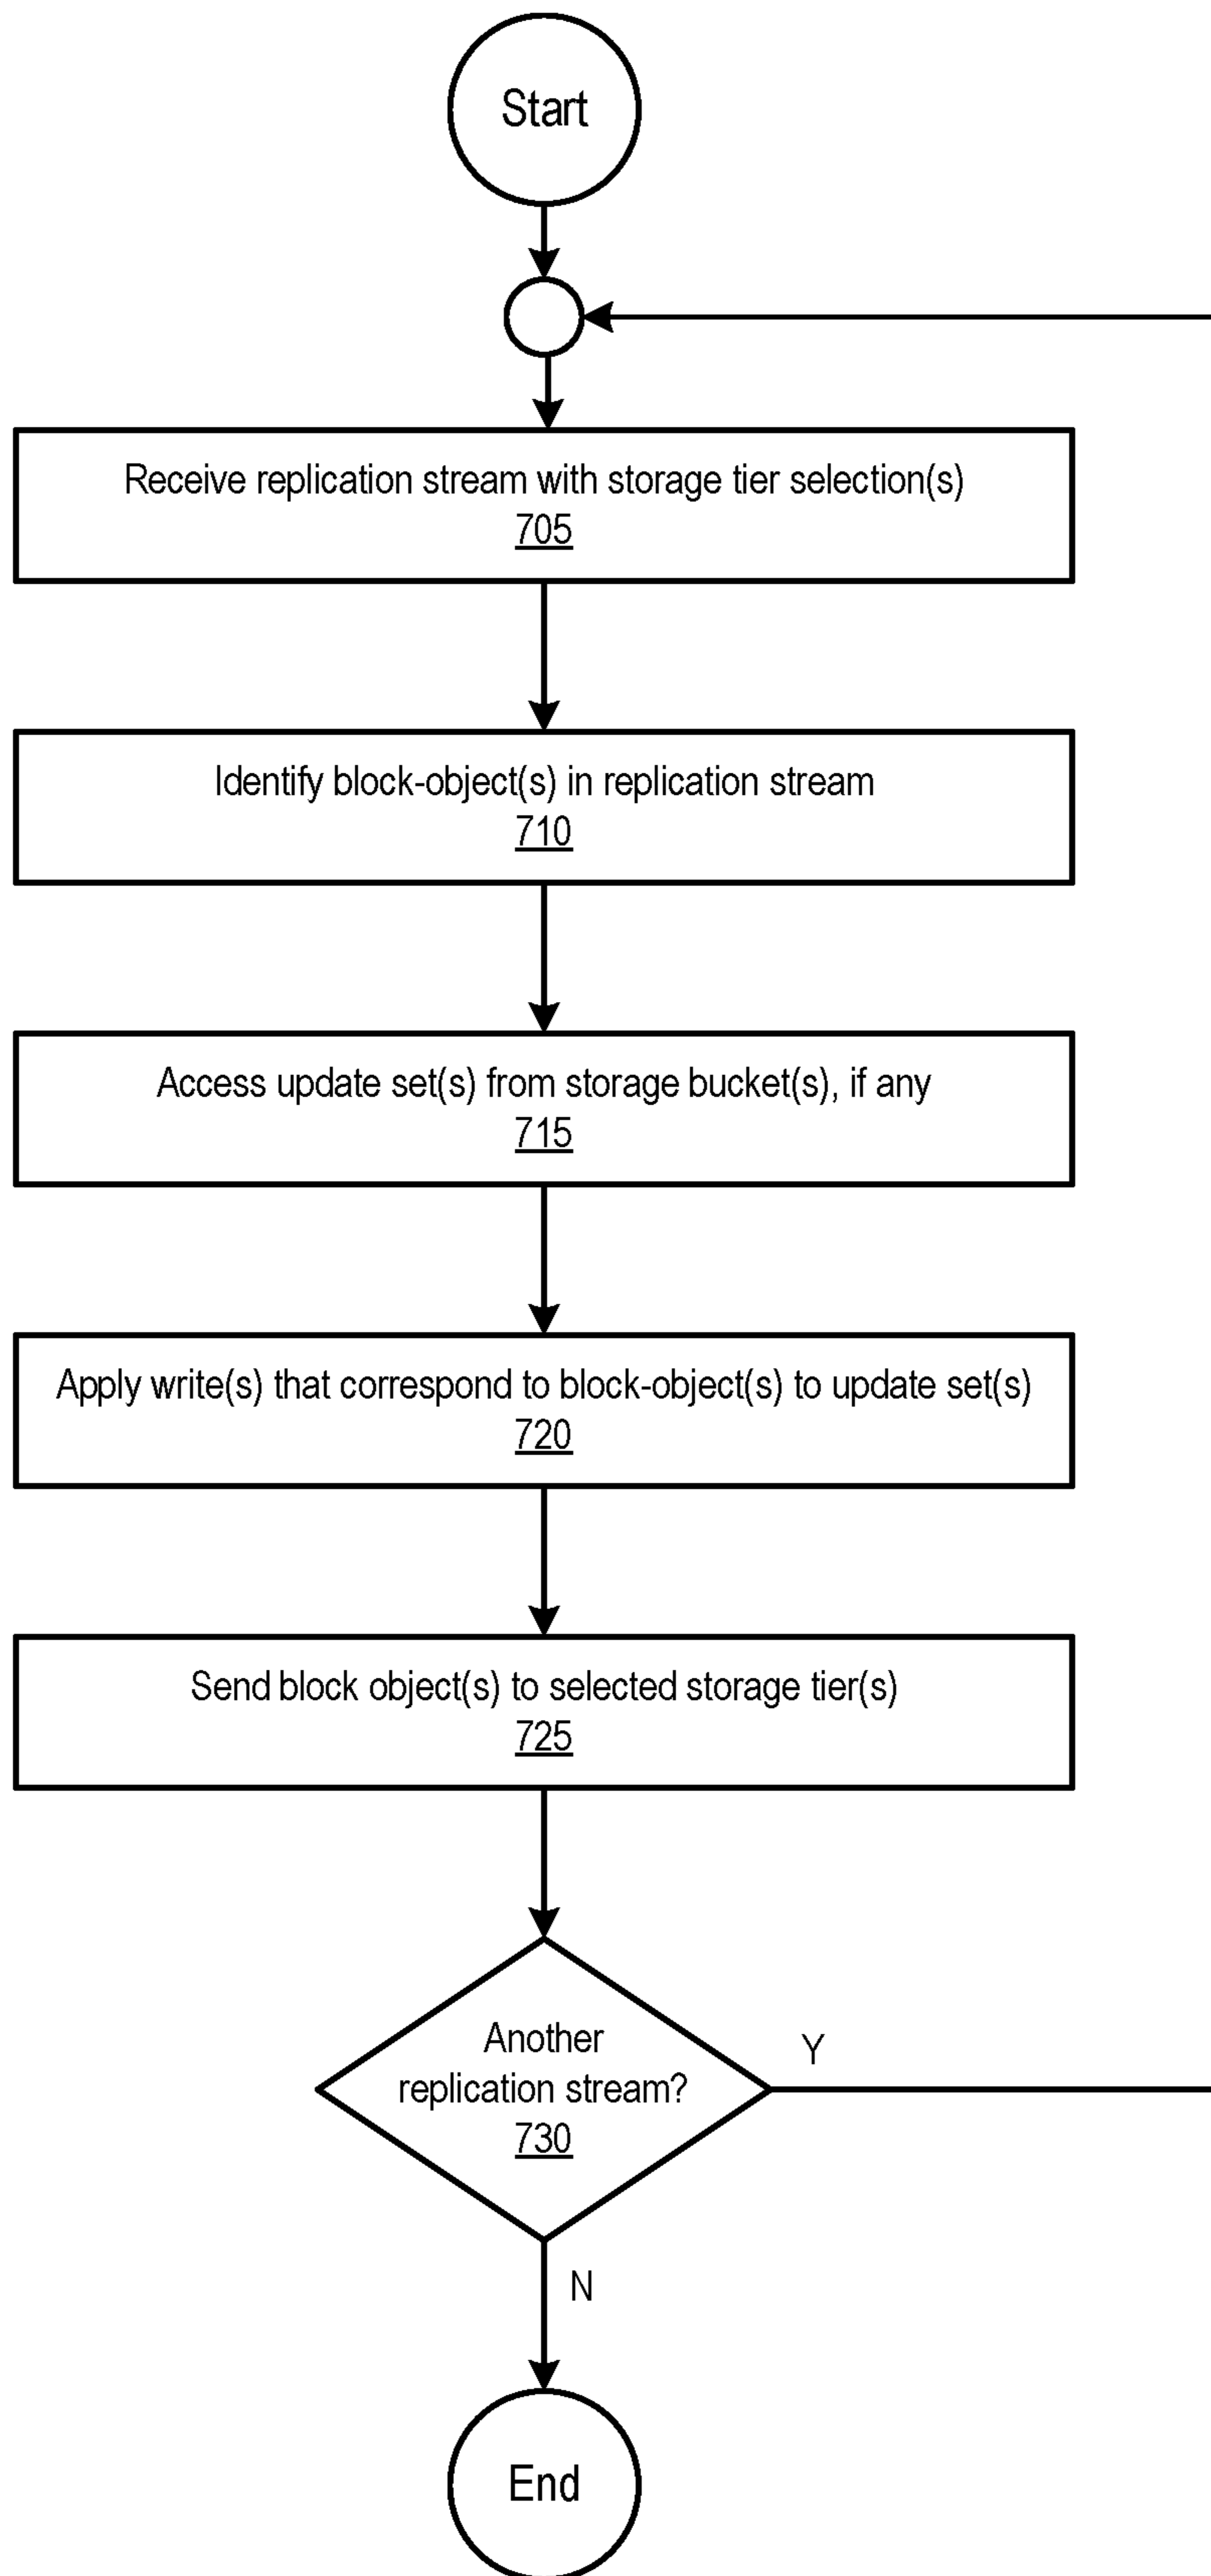 Start
Receive replication stream with storage tier selection(s)
705
Identify block-object(s) in replication stream
710
Access update set(s) from storage bucket(s), if any
715
Apply write(s) that correspond to block-object(s) to update set(s)
720
Send block object(s) to selected storage tier(s)
725
Another
replication stream?
730
Y
N
End